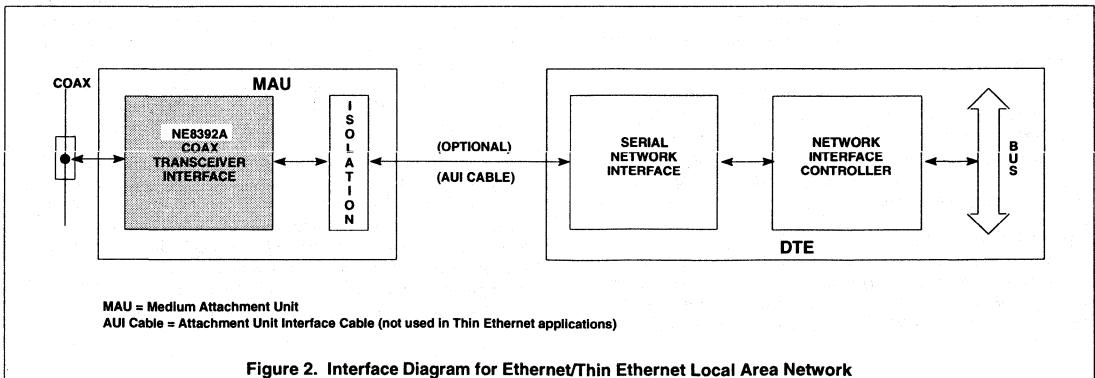 COAX
MAU
NE8392A
COAX
TRANSCEIVER
INTERFACE
ISOLATION
(OPTIONAL)
(AUI CABLE)
SERIAL
NETWORK
INTERFACE
NETWORK
INTERFACE
CONTROLLER
BUS
DTE
MAU = Medium Attachment Unit
AUI Cable = Attachment Unit Interface Cable (not used in Thin Ethernet applications)
Figure 2. Interface Diagram for Ethernet/Thin Ethernet Local Area Network